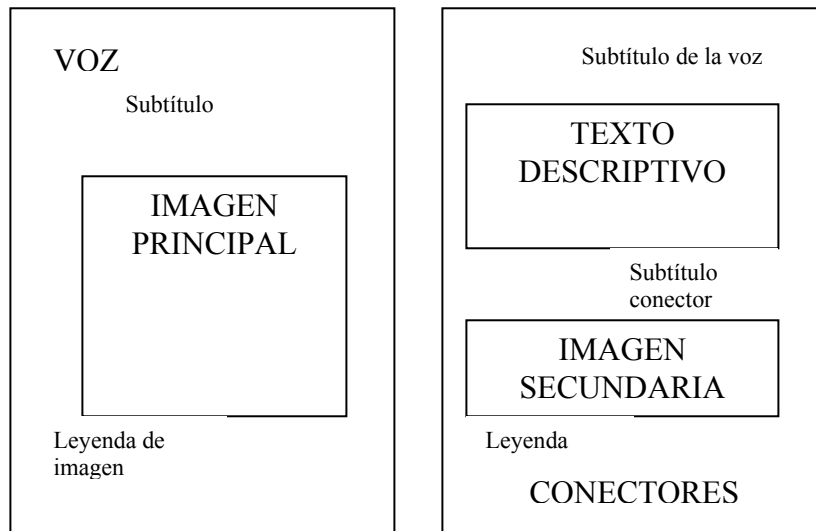 VOZ
Subtítulo
IMAGEN
PRINCIPAL
Leyenda de
imagen
Subtítulo de la voz
TEXTO
DESCRIPTIVO
Subtítulo
conector
IMAGEN
SECUNDARIA
Leyenda
CONECTORES